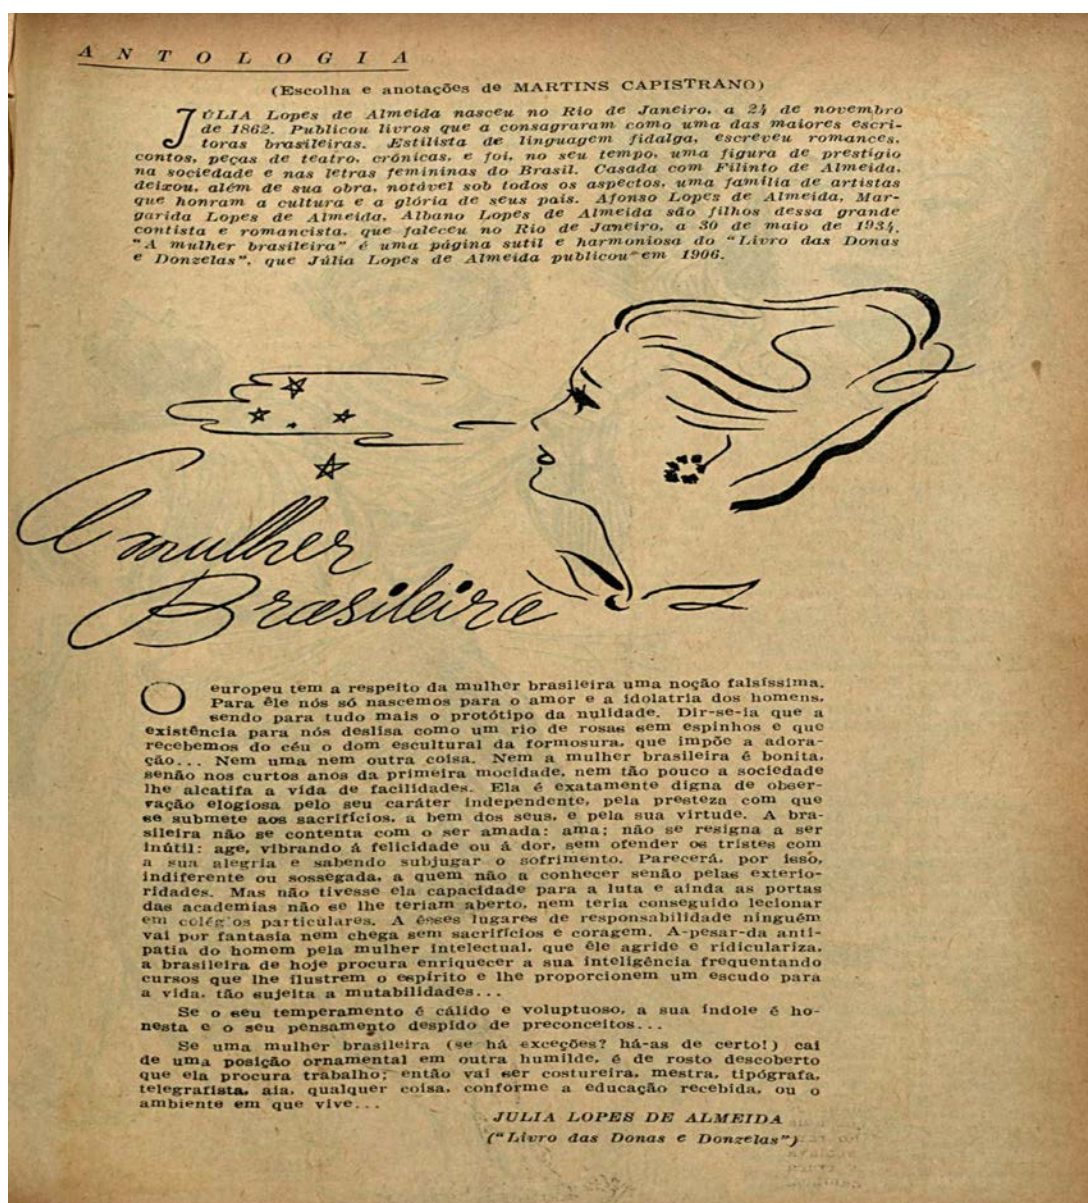 ANTOLOGIA
(Escolha e anotações de MARTINS CAPISTRANO)
JÚLIA Lopes de Almeida nasceu no Rio de Janeiro, a 24 de novembro
de 1862. Publicou livros que a consagraram como uma das maiores escri-
toras brasileiras. Estilista de linguagem fidalga, escreveu romances,
contos, peças de teatro, crônicas, e foi, no seu tempo, uma figura de prestígio
na sociedade e nas letras femininas do Brasil. Casada com Filinto de Almeida,
deixou, além de sua obra, notável sob todos os aspectos, uma família de artistas
que honram a cultura e a glória de seus pais. Afonso Lopes de Almeida, Mar-
garida Lopes de Almeida, Albano Lopes de Almeida são filhos dessa grande
contista e romancista, que faleceu no Rio de Janeiro, a 30 de maio de 1934.
"A mulher brasileira" é uma página sutil e harmoniosa do "Livro das Donas
e Donzelas", que Júlia Lopes de Almeida publicou em 1906.
A mulher
Brasileira
O europeu tem a respeito da mulher brasileira uma noção falsíssima.
Para êle nós só nascemos para o amor e a idolatria dos homens,
sendo para tudo mais o protótipo da nulidade. Dir-se-ia que a
existência para nós deslisa como um rio de rosas sem espinhos e que
recebemos do céu o dom escultural da formosura, que impõe a adora-
ção... Nem uma nem outra coisa. Nem a mulher brasileira é bonita,
senão nos curtos anos da primeira mocidade, nem tão pouco a sociedade
lhe alcatifa a vida de facilidades. Ela é exatamente digna de obser-
vação elogiosa pelo seu caráter independente, pela presteza com que
se submete aos sacrifícios, a bem dos seus, e pela sua virtude. A bra-
sileira não se contenta com o ser amada: ama; não se resigna a ser
inútil: age, vibrando á felicidade ou á dor, sem ofender os tristes com
a sua alegria e sabendo subjugar o sofrimento. Parecerá, por isso,
indiferente ou sossegada, a quem não a conhecer senão pelas exterio-
ridades. Mas não tivesse ela capacidade para a luta e ainda as portas
das academias não se lhe teriam aberto, nem teria conseguido lecionar
em colégios particulares. A êsses lugares de responsabilidade ninguém
vai por fantasia nem chega sem sacrifícios e coragem. A-pesar-da anti-
patia do homem pela mulher intelectual, que êle agride e ridiculariza,
a brasileira de hoje procura enriquecer a sua inteligência frequentando
cursos que lhe ilustrem o espírito e lhe proporcionem um escudo para
a vida, tão sujeita a mutabilidades...
Se o seu temperamento é cálido e voluptuoso, a sua índole é ho-
nesta e o seu pensamento despido de preconceitos...
Se uma mulher brasileira (se há exceções? há-as de certo!) cai
de uma posição ornamental em outra humilde, é de rosto descoberto
que ela procura trabalho; então vai ser costureira, mestra, tipógrafa,
telegrafista, aia, qualquer coisa, conforme a educação recebida, ou o
ambiente em que vive...
JULIA LOPES DE ALMEIDA
("Livro das Donas e Donzelas")